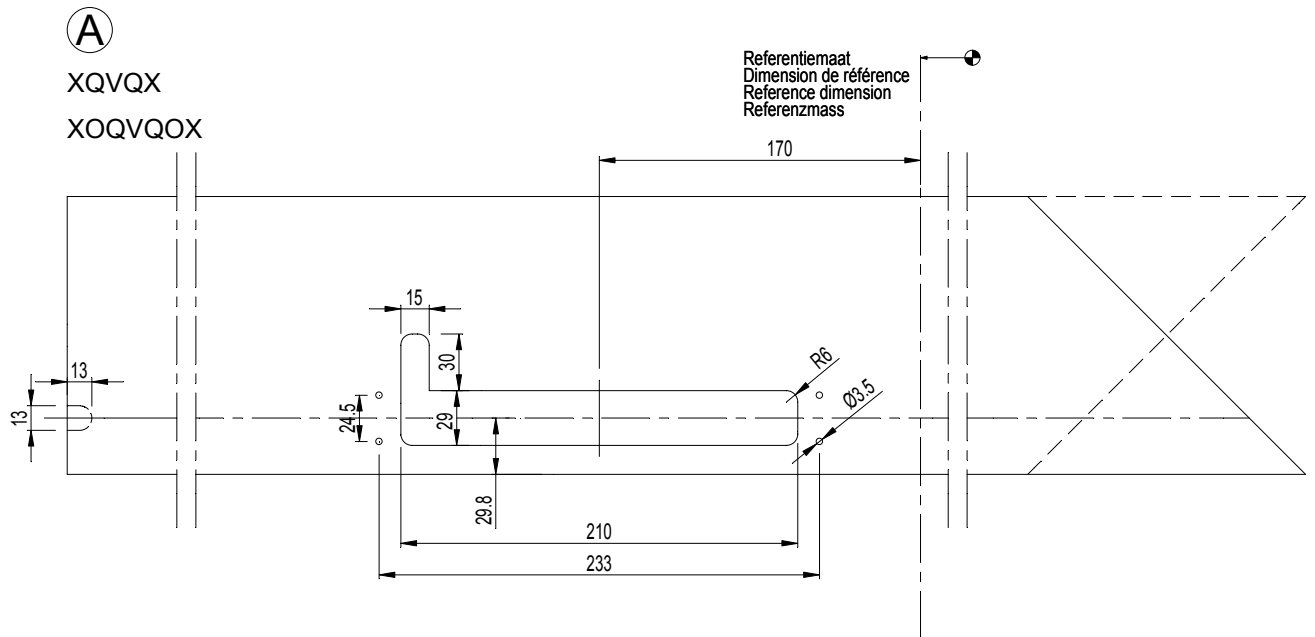 A
XQVQX
XOQVQOX
Referentiemaat
Dimension de référence
Reference dimension
Referenzmass
170
15
30
13
R6
Ø3.5
13
24.5
29
29.8
210
233